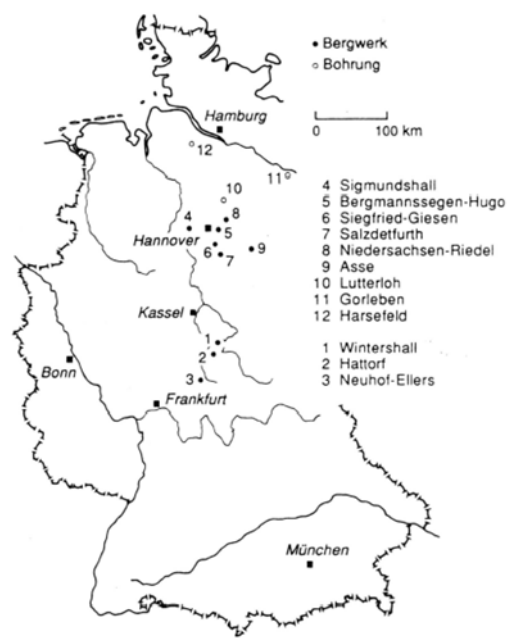 Bergwerk
Bohrung
0 100 km
Hamburg
12
11
10
8
4
5
Hannover
6
7
9
Kassel
1
2
3
Bonn
Frankfurt
München
4 Sigmundshall
5 Bergmannssegen-Hugo
6 Siegfried-Giesen
7 Salzdetfurth
8 Niedersachsen-Riedel
9 Asse
10 Lutterloh
11 Gorleben
12 Harsefeld
1 Wintershall
2 Hattorf
3 Neuhof-Ellers